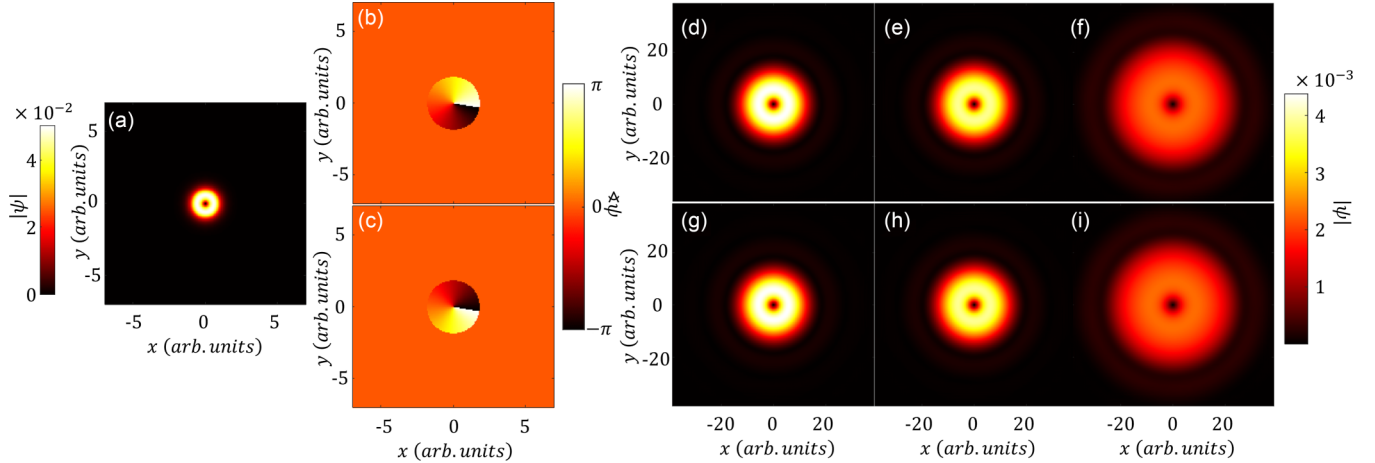 × 10−2
4
2
0
|ψ|
(a)
5
0
-5
y (arb.units)
-5
0
5
x (arb.units)
(b)
5
0
-5
y (arb.units)
(c)
5
0
-5
y (arb.units)
-5
0
5
x (arb.units)
π
0
−π
∢ψ
(d)
(e)
(f)
20
0
-20
y (arb.units)
(g)
(h)
(i)
20
0
-20
y (arb.units)
-20
0
20
-20
0
20
-20
0
20
x (arb.units)
x (arb.units)
x (arb.units)
× 10−3
4
3
2
1
|ψ|